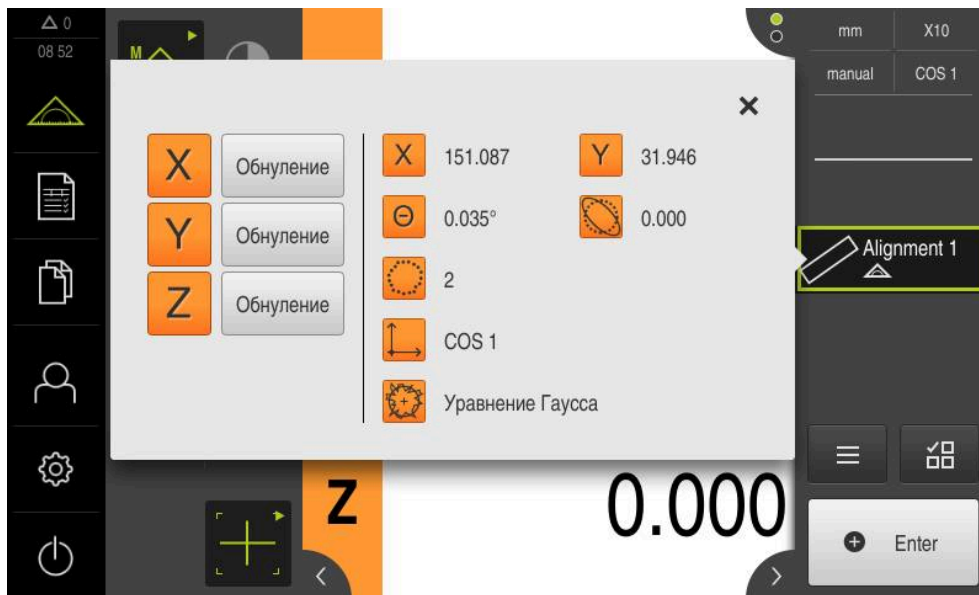 0
08 52
M
mm X10
manual COS 1
X Обнуление X 151.087 Y 31.946
Y Обнуление Θ 0.035° 0.000
Z Обнуление 2
COS 1
Уравнение Гаусса
Alignment 1
Z 0.000
Enter